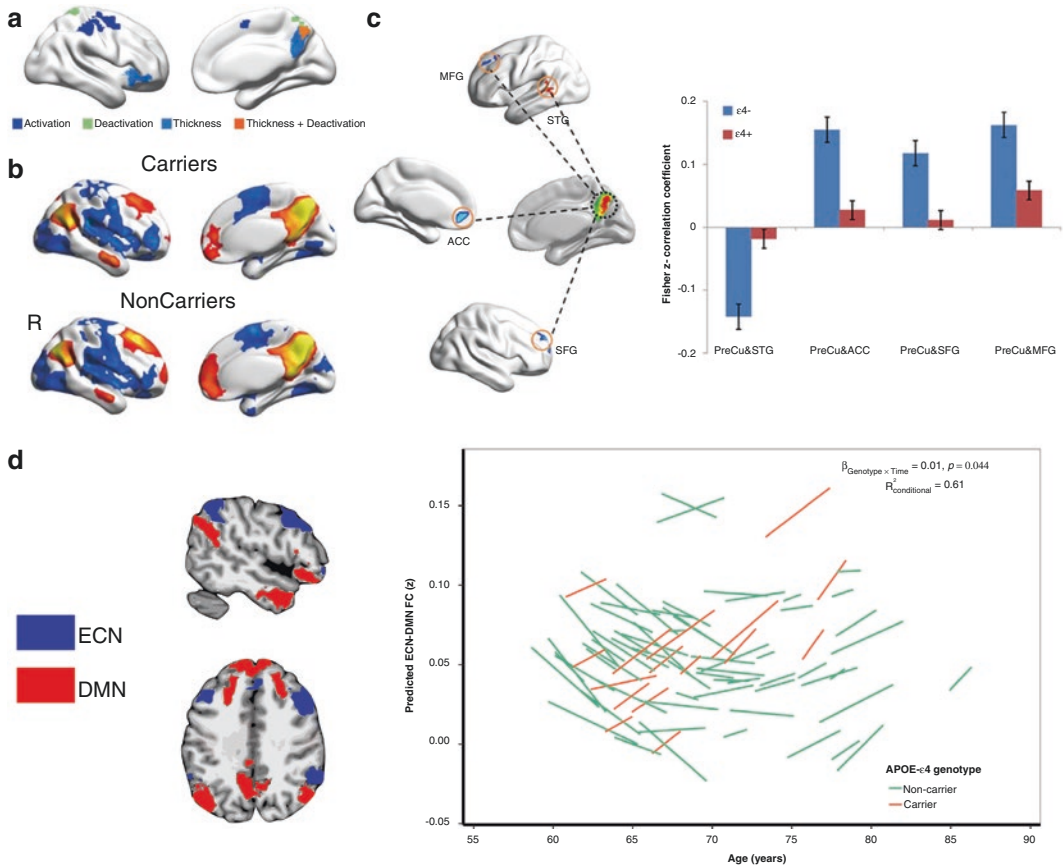 a
Activation Deactivation Thickness Thickness + Deactivation
b
Carriers
NonCarriers
R
c
MFG
STG
ACC
SFG
ε4-
ε4+
Fisher z- correlation coefficient
0.2
0.1
0
-0.1
-0.2
PreCu&STG PreCu&ACC PreCu&SFG PreCu&MFG
d
ECN
DMN
β Genotype × Time = 0.01, p = 0.044
R² conditional = 0.61
Predicted ECN-DMN FC (z)
0.15
0.10
0.05
0.00
-0.05
APOE-ε4 genotype
Non-carrier
Carrier
55 60 65 70 75 80 85 90
Age (years)